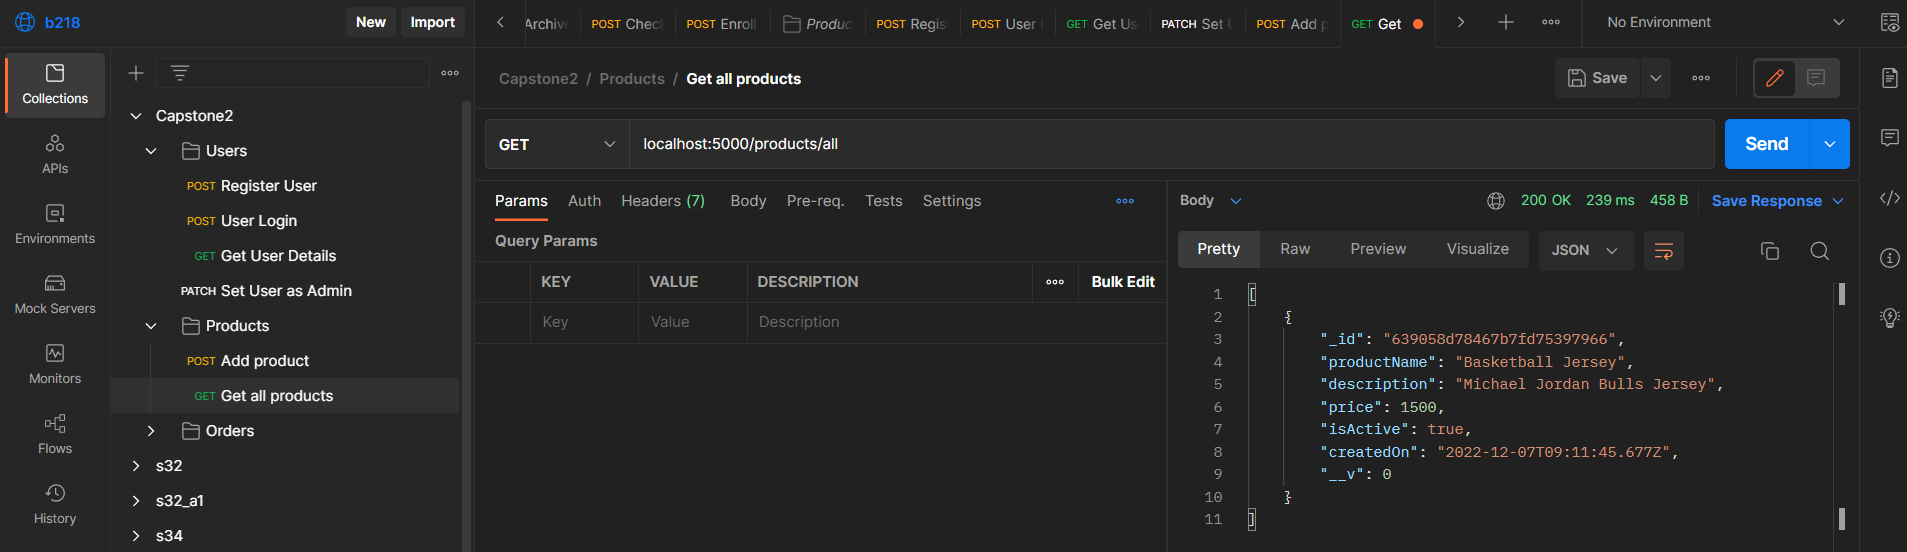 b218
New
Import
Archive
POST Check
POST Enroll
Produc
POST Regist
POST User
GET Get Us
PATCH Set U
POST Add p
GET Get
No Environment
Collections
APIs
Environments
Mock Servers
Monitors
Flows
History
Capstone2
Users
POST Register User
POST User Login
GET Get User Details
PATCH Set User as Admin
Products
POST Add product
GET Get all products
Orders
s32
s32_a1
s34
Capstone2 / Products / Get all products
Save
GET
localhost:5000/products/all
Send
Params Auth Headers (7) Body Pre-req. Tests Settings
Query Params
KEY VALUE DESCRIPTION Bulk Edit
Key Value Description
Body
200 OK 239 ms 458 B Save Response
Pretty Raw Preview Visualize JSON
1 [
2 {
3 "_id": "639058d78467b7fd75397966",
4 "productName": "Basketball Jersey",
5 "description": "Michael Jordan Bulls Jersey",
6 "price": 1500,
7 "isActive": true,
8 "createdOn": "2022-12-07T09:11:45.677Z",
9 "__v": 0
10 }
11 ]